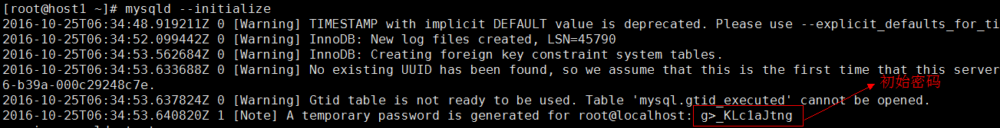 [root@host1 ~]# mysqld --initialize
2016-10-25T06:34:48.919211Z 0 [Warning] TIMESTAMP with implicit DEFAULT value is deprecated. Please use --explicit_defaults_for_ti
2016-10-25T06:34:52.099442Z 0 [Warning] InnoDB: New log files created, LSN=45790
2016-10-25T06:34:53.562684Z 0 [Warning] InnoDB: Creating foreign key constraint system tables.
2016-10-25T06:34:53.633688Z 0 [Warning] No existing UUID has been found, so we assume that this is the first time that this server
6-b39a-000c29248c7e.
初始密码
2016-10-25T06:34:53.637824Z 0 [Warning] Gtid table is not ready to be used. Table 'mysql.gtid_executed' cannot be opened.
2016-10-25T06:34:53.640820Z 1 [Note] A temporary password is generated for root@localhost: g>_KLc1aJtng